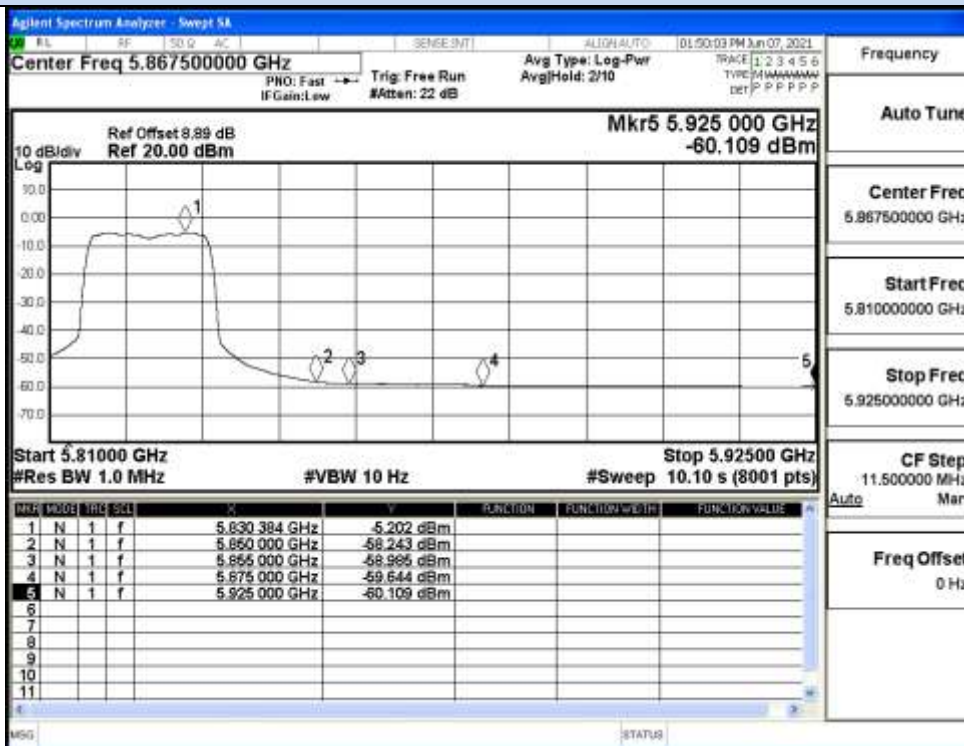 Agilent Spectrum Analyzer - Swept SA
RL RF 50 Ω AC SENSE:INT ALIGN AUTO 01:50:03 PM Jun 07, 2021
Center Freq 5.867500000 GHz
PNO: Fast
IFGain:Low
Trig: Free Run
#Atten: 22 dB
Avg Type: Log-Pwr
Avg|Hold: 2/10
TRACE 1 2 3 4 5 6
TYPE M W W W W W
DET P P P P P P
Ref Offset 8.89 dB
10 dB/div Ref 20.00 dBm
Log
Mkr5 5.925 000 GHz
-60.109 dBm
10.0
0.00
-10.0
-20.0
-30.0
-40.0
-50.0
-60.0
-70.0
1
2
3
4
5
Start 5.81000 GHz Stop 5.92500 GHz
#Res BW 1.0 MHz #VBW 10 Hz #Sweep 10.10 s (8001 pts)
MKR MODE TRC SCL X Y FUNCTION FUNCTION WIDTH FUNCTION VALUE
1 N 1 f 5.830 384 GHz -5.202 dBm
2 N 1 f 5.850 000 GHz -58.243 dBm
3 N 1 f 5.855 000 GHz -58.985 dBm
4 N 1 f 5.875 000 GHz -59.644 dBm
5 N 1 f 5.925 000 GHz -60.109 dBm
6
7
8
9
10
11
MSG STATUS
Frequency
Auto Tune
Center Freq
5.867500000 GHz
Start Freq
5.810000000 GHz
Stop Freq
5.925000000 GHz
CF Step
11.500000 MHz
Auto Man
Freq Offset
0 Hz